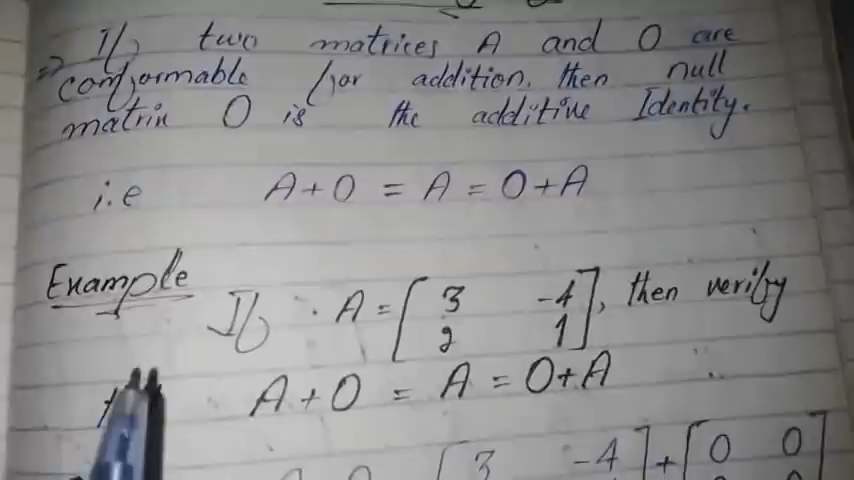 ⇒ If two matrices A and O are
conformable for addition, then null
matrix O is the additive Identity.
i.e A+O = A = O+A
Example
If A = [ 3 -4
2 1 ], then verify
A+O = A = O+A
[ 3 -4 ] + [ 0 0 ]